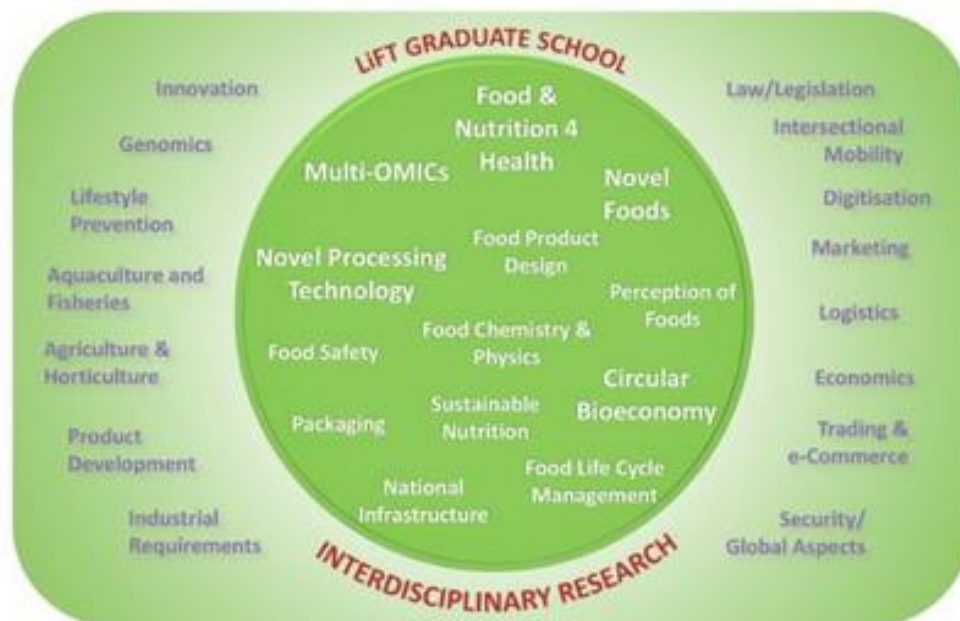 LiFT GRADUATE SCHOOL
Innovation
Genomics
Lifestyle
Prevention
Aquaculture and
Fisheries
Agriculture &
Horticulture
Product
Development
Industrial
Requirements
Food &
Nutrition 4
Health
Multi-OMICs
Novel
Foods
Food Product
Design
Novel Processing
Technology
Perception of
Foods
Food Chemistry &
Physics
Food Safety
Circular
Bioeconomy
Sustainable
Nutrition
Packaging
Food Life Cycle
Management
National
Infrastructure
Law/Legislation
Intersectional
Mobility
Digitisation
Marketing
Logistics
Economics
Trading &
e-Commerce
Security/
Global Aspects
INTERDISCIPLINARY RESEARCH